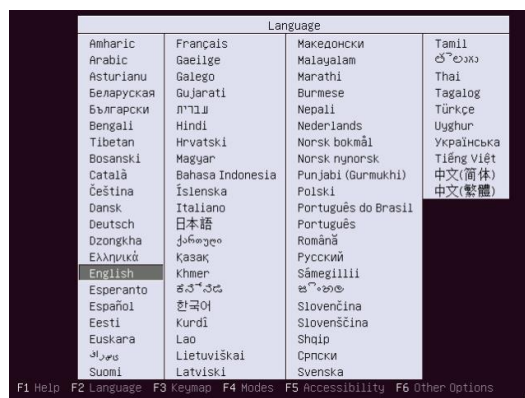 Language
Amharic
Arabic
Asturianu
Беларуская
Български
Bengali
Tibetan
Bosanski
Català
Čeština
Dansk
Deutsch
Dzongkha
Ελληνικά
English
Esperanto
Español
Eesti
Euskara
فارسی
Suomi
Français
Gaeilge
Galego
Gujarati
עברית
Hindi
Hrvatski
Magyar
Bahasa Indonesia
Íslenska
Italiano
日本語
ქართული
Қазақ
Khmer
ಕನ್ನಡ
한국어
Kurdî
Lao
Lietuviškai
Latviski
Македонски
Malayalam
Marathi
Burmese
Nepali
Nederlands
Norsk bokmål
Norsk nynorsk
Punjabi (Gurmukhi)
Polski
Português do Brasil
Português
Română
Русский
Sámegillii
සිංහල
Slovenčina
Slovenščina
Shqip
Српски
Svenska
Tamil
తెలుగు
Thai
Tagalog
Türkçe
Uyghur
Українська
Tiếng Việt
中文(简体)
中文(繁體)
F1 Help F2 Language F3 Keymap F4 Modes F5 Accessibility F6 Other Options